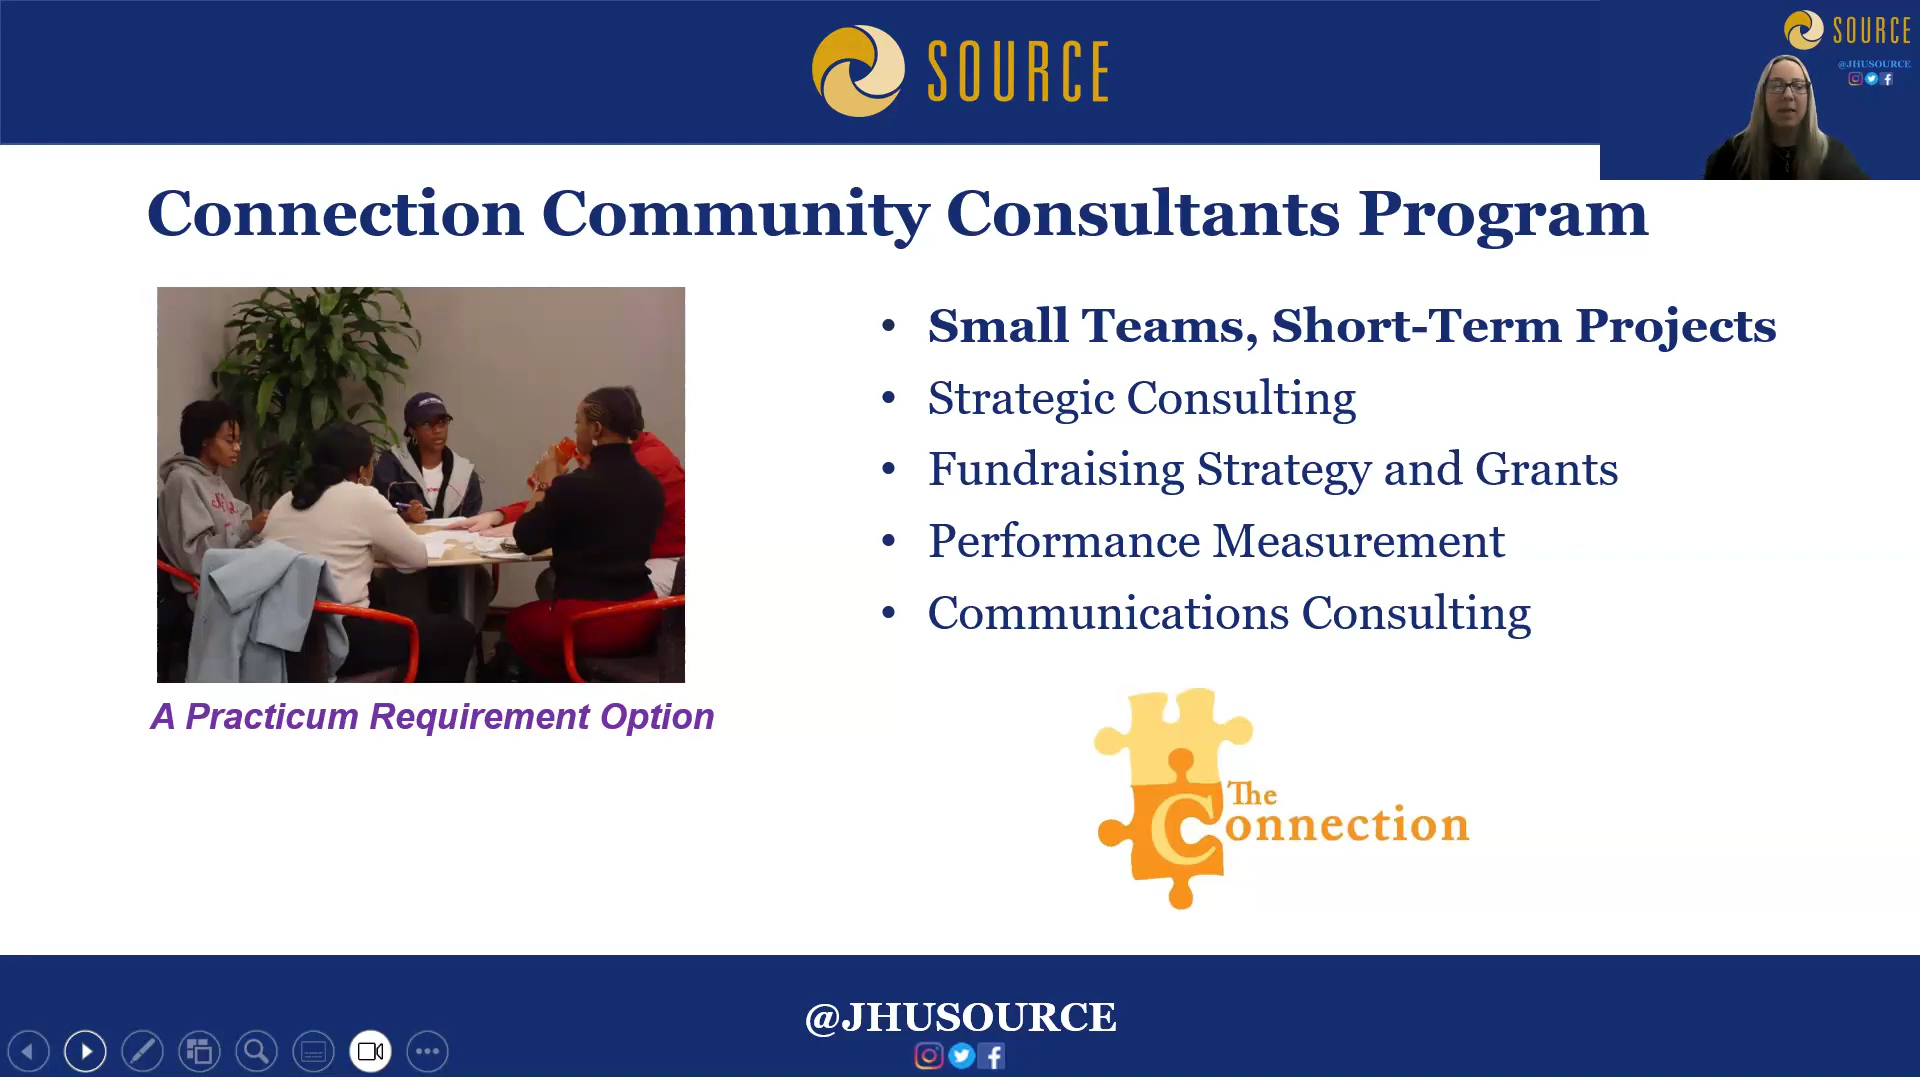 SOURCE
SOURCE
@JHUSOURCE
Connection Community Consultants Program
• Small Teams, Short-Term Projects
• Strategic Consulting
• Fundraising Strategy and Grants
• Performance Measurement
• Communications Consulting
A Practicum Requirement Option
The
Connection
@JHUSOURCE